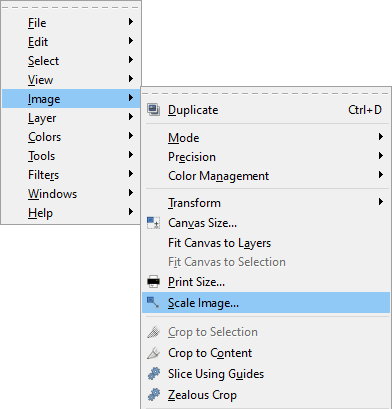 File
Edit
Select
View
Image
Layer
Colors
Tools
Filters
Windows
Help
Duplicate Ctrl+D
Mode
Precision
Color Management
Transform
Canvas Size...
Fit Canvas to Layers
Fit Canvas to Selection
Print Size...
Scale Image...
Crop to Selection
Crop to Content
Slice Using Guides
Zealous Crop